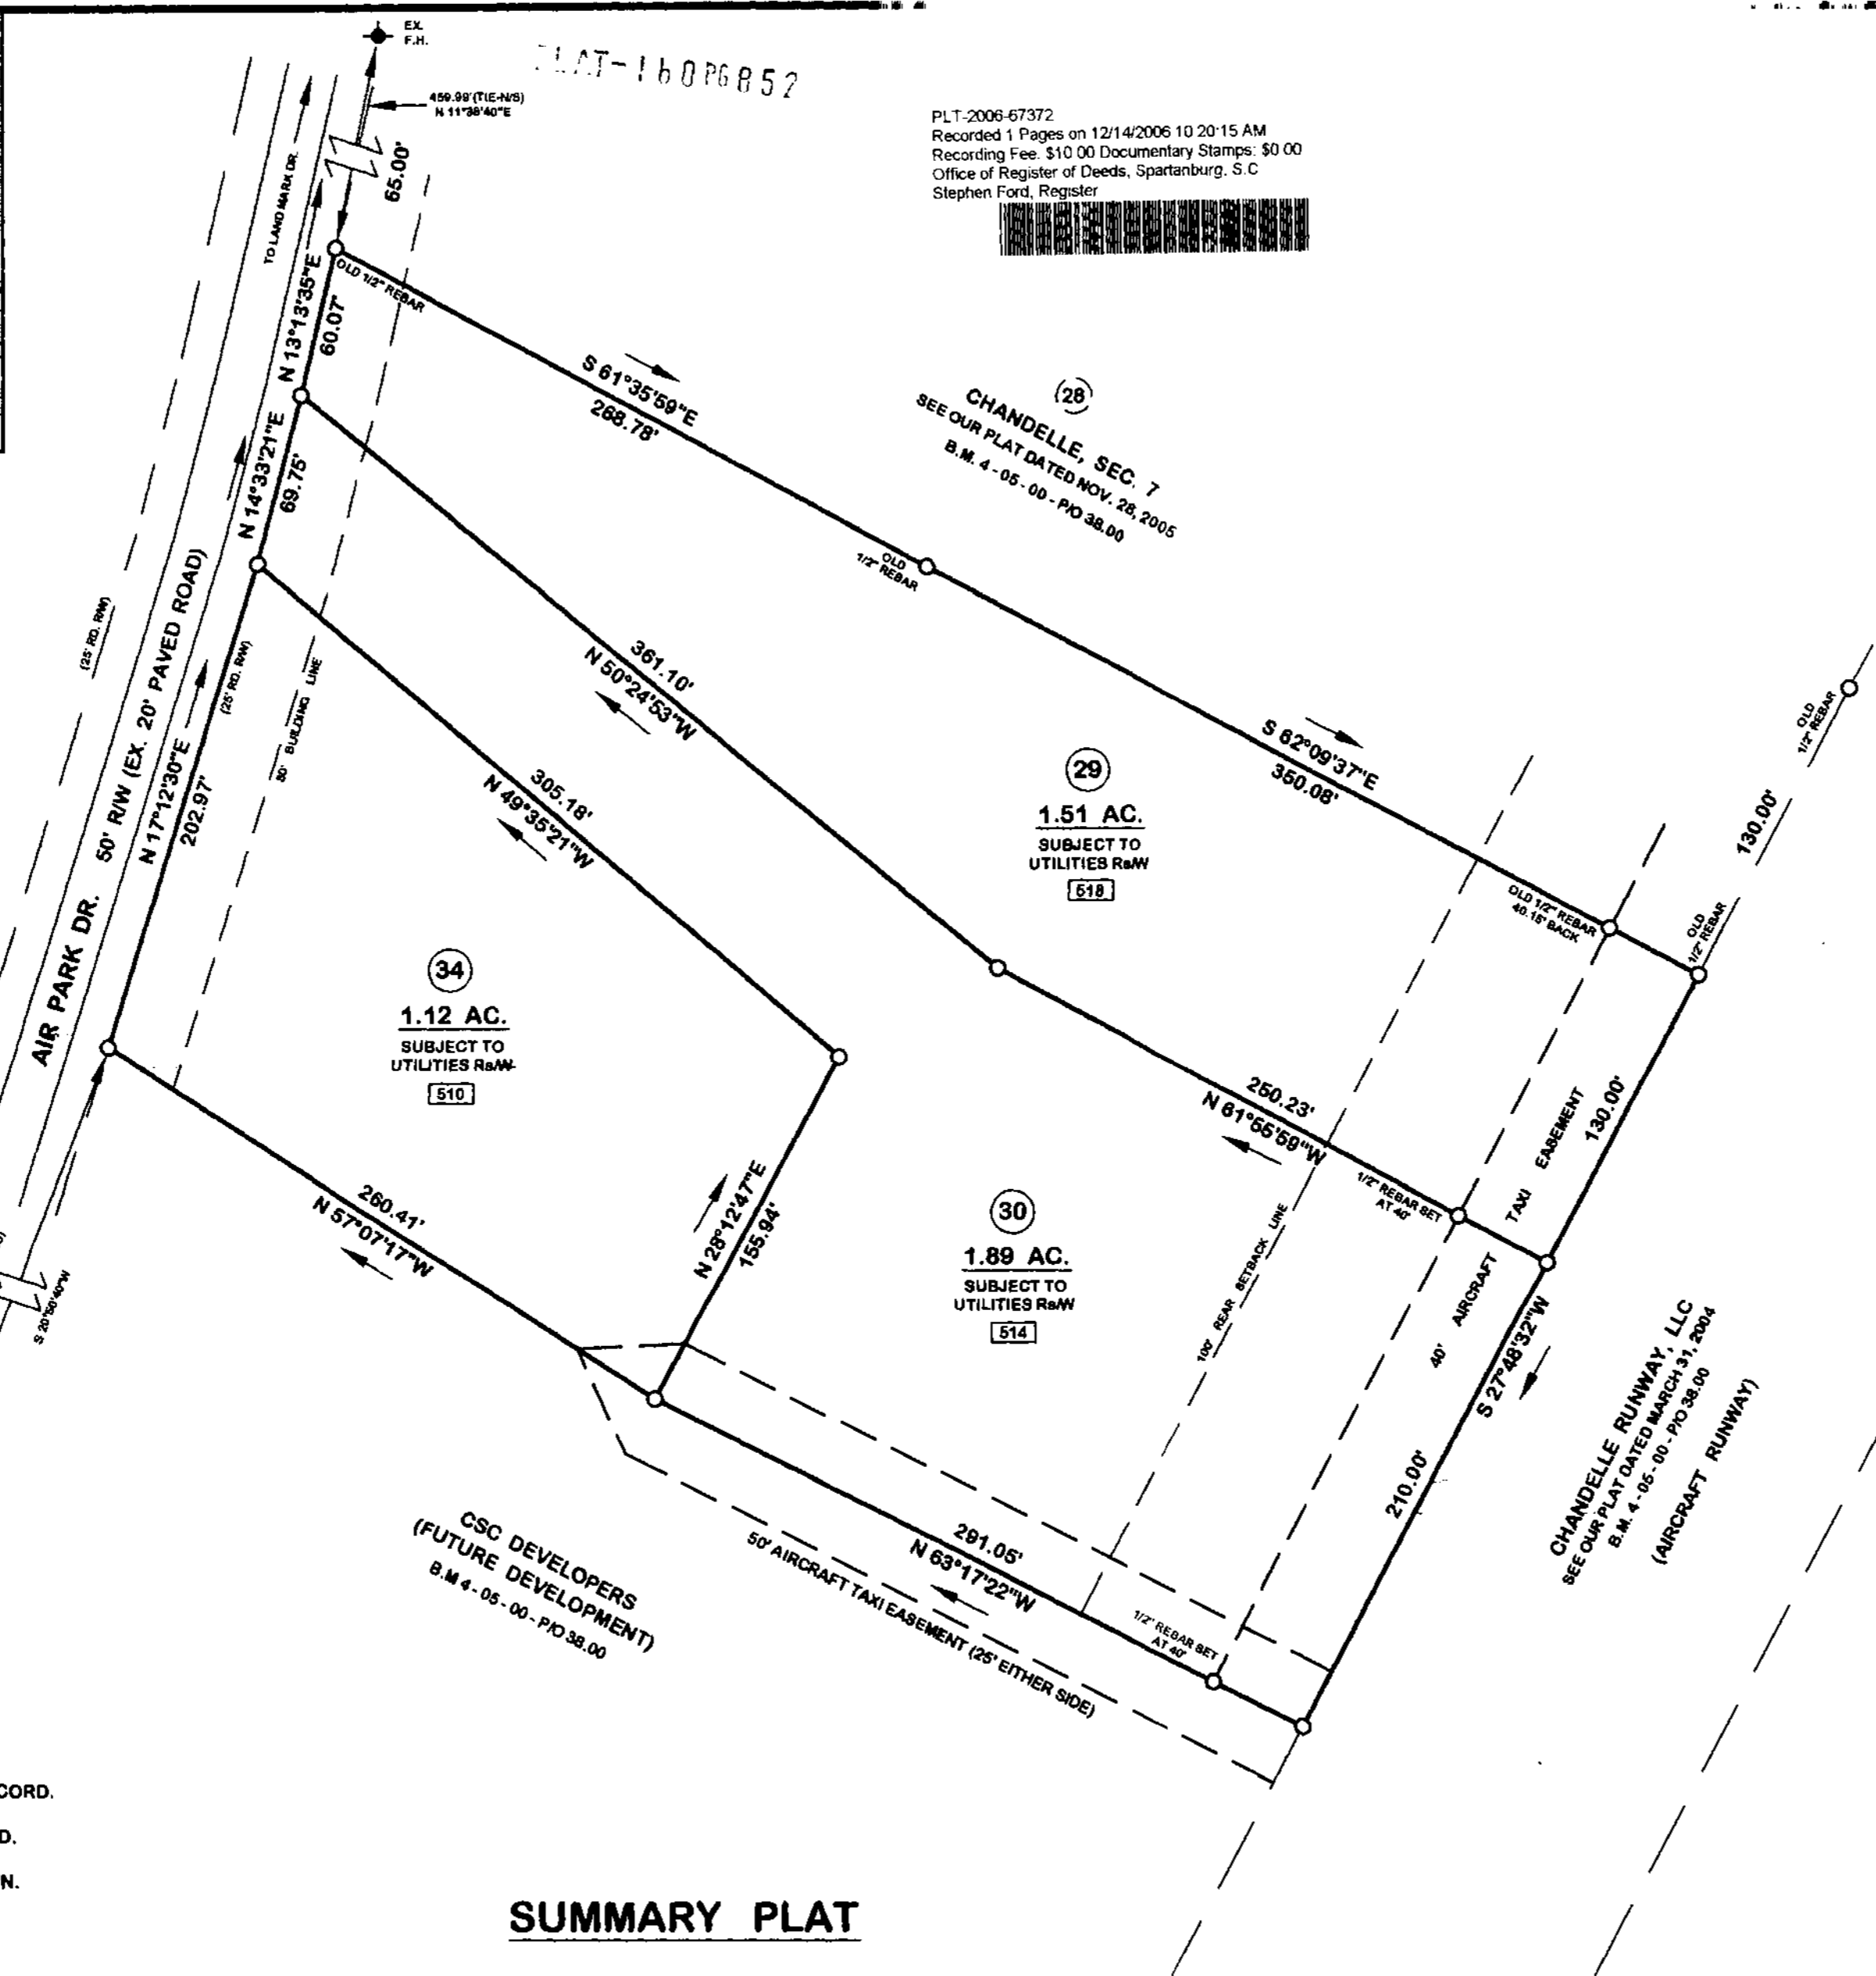 EX.
F.H.
PLAT-160PG852
459.99'(TIE-N/S)
N 11°38'40"E
PLT-2006-67372
Recorded 1 Pages on 12/14/2006 10 20:15 AM
Recording Fee. $10 00 Documentary Stamps: $0 00
Office of Register of Deeds, Spartanburg, S.C
Stephen Ford, Register
TO LAND MARK DR.
65.00'
OLD 1/2" REBAR
N 13°13'35"E
60.07'
S 61°35'59"E
268.78'
28
CHANDELLE, SEC. 7
SEE OUR PLAT DATED NOV. 28, 2005
B.M. 4 - 05 - 00 - P/O 38.00
N 14°33'21"E
69.75'
OLD
1/2" REBAR
(25' RD. R/W)
AIR PARK DR. 50' R/W (EX. 20' PAVED ROAD)
N 17°12'30"E
202.97'
(25' RD. R/W)
BUILDING LINE
361.10'
N 50°24'53"W
305.18'
N 49°35'21"W
S 62°09'37"E
350.08'
29
1.51 AC.
SUBJECT TO
UTILITIES Rs/W
518
OLD
1/2" REBAR
130.00'
OLD 1/2" REBAR
40.15' BACK
OLD
1/2" REBAR
34
1.12 AC.
SUBJECT TO
UTILITIES Rs/W
510
250.23'
N 61°55'59"W
1/2" REBAR SET
AT 40'
40' AIRCRAFT TAXI EASEMENT
130.00'
260.41'
N 57°07'17"W
N 28°12'47"E
155.94'
30
1.89 AC.
SUBJECT TO
UTILITIES Rs/W
514
100' REAR SETBACK LINE
S 20°50'40"W
S 27°48'32"W
210.00'
CHANDELLE RUNWAY, LLC
SEE OUR PLAT DATED MARCH 31, 2004
B.M. 4 - 05 - 00 - P/O 38.00
(AIRCRAFT RUNWAY)
CSC DEVELOPERS
(FUTURE DEVELOPMENT)
B.M 4 - 05 - 00 - P/O 38.00
291.05'
N 63°17'22"W
50' AIRCRAFT TAXI EASEMENT (25' EITHER SIDE)
1/2" REBAR SET
AT 40'
CORD.
D.
N.
SUMMARY PLAT